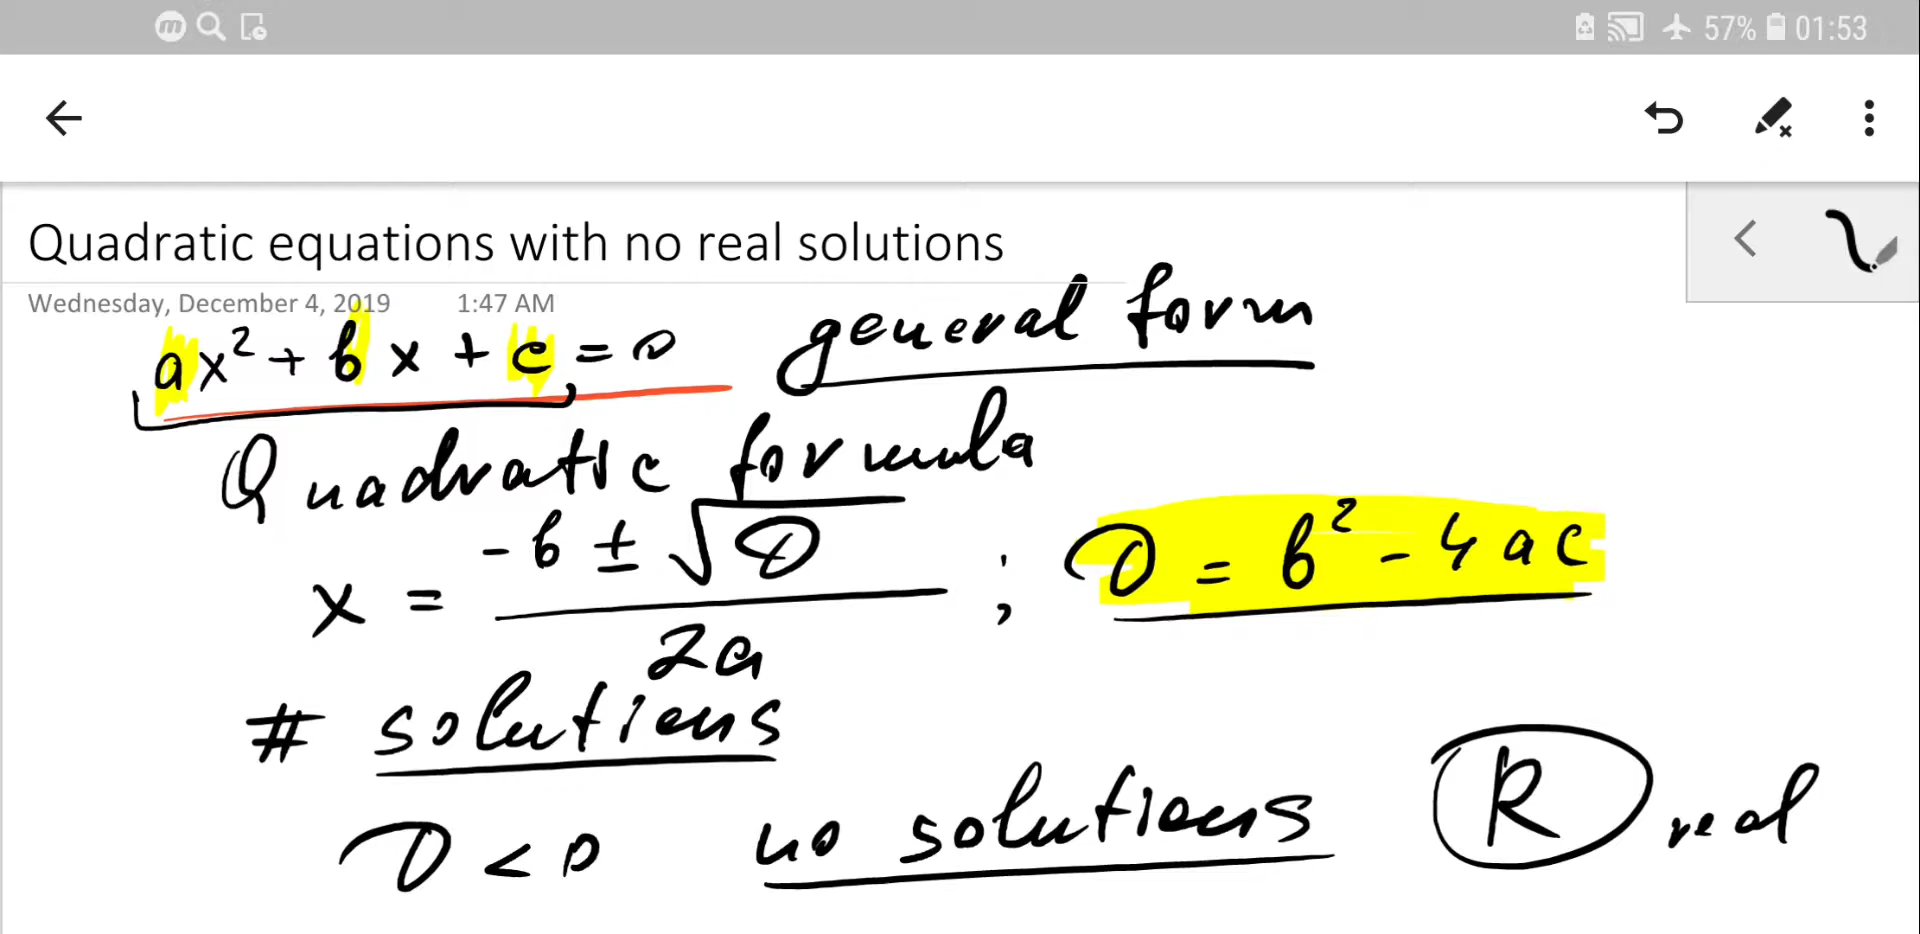 57% 01:53
Quadratic equations with no real solutions
Wednesday, December 4, 2019 1:47 AM
ax² + bx + c = 0 general form
Quadratic formula
x = -b ± √D / 2a ; D = b² - 4ac
# solutions
D < 0 no solutions R real